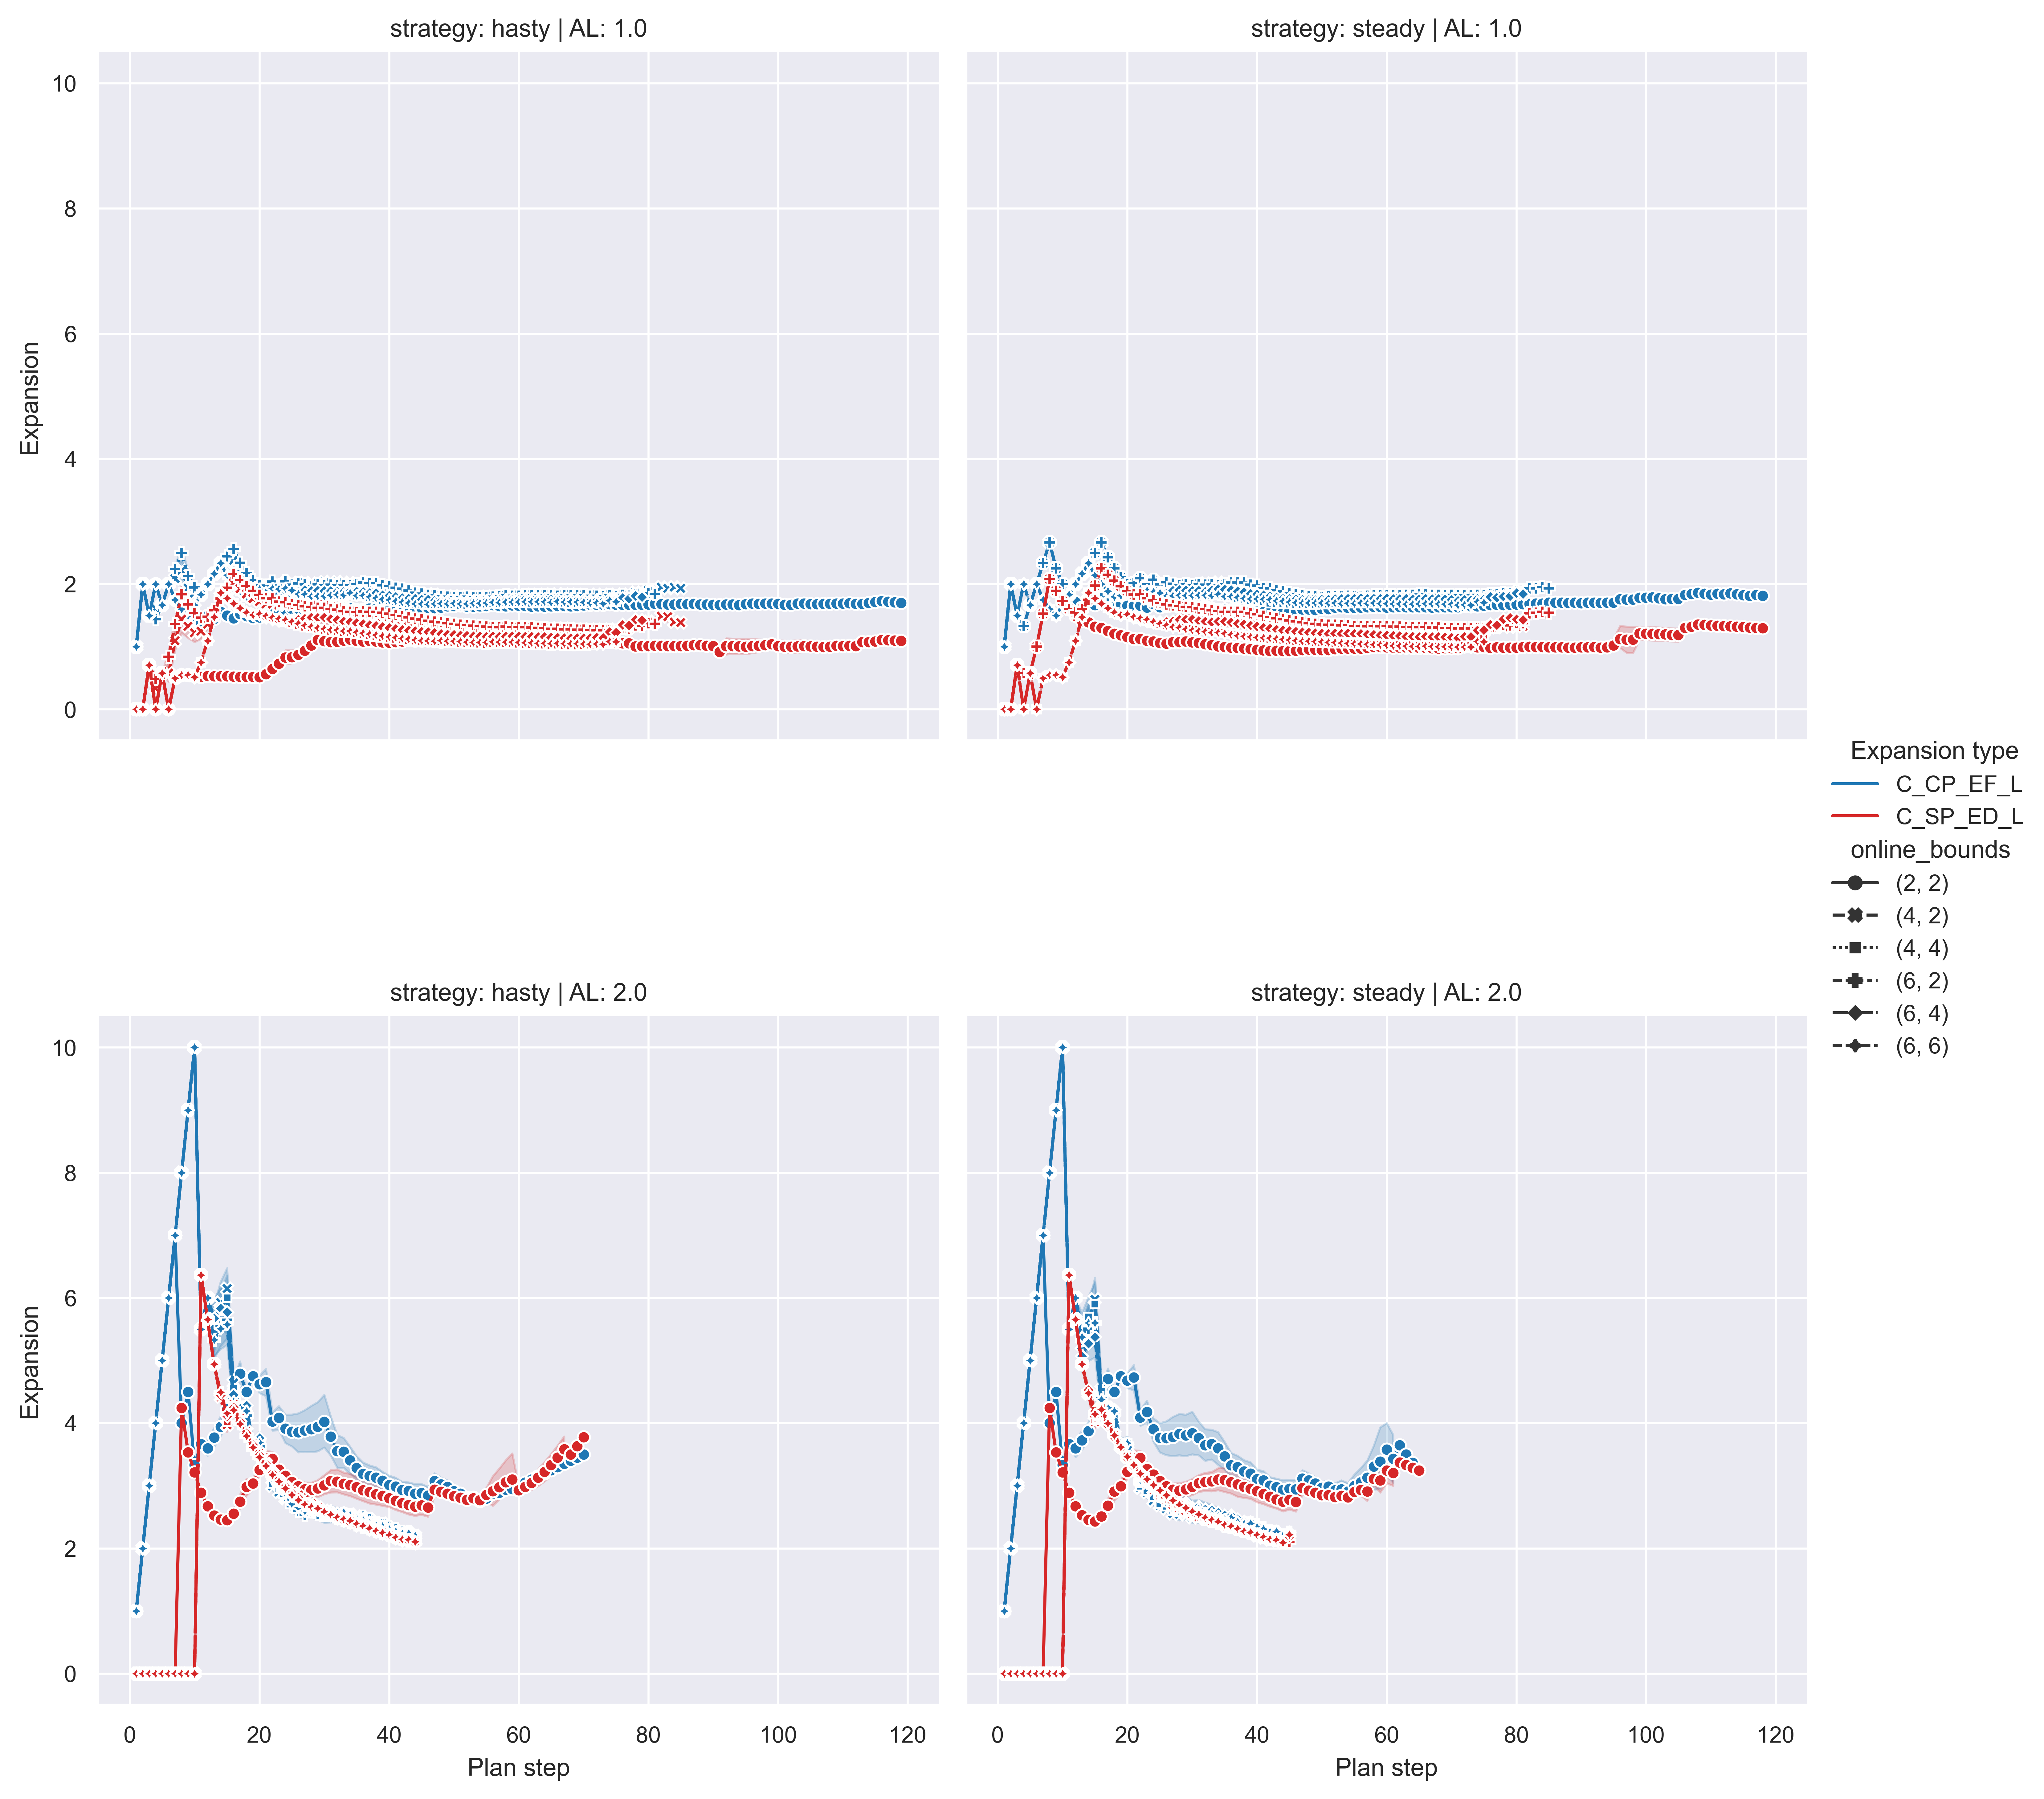 strategy: hasty | AL: 1.0
strategy: steady | AL: 1.0
10
8
6
4
2
0
Expansion
Expansion type
C_CP_EF_L
C_SP_ED_L
online_bounds
(2, 2)
(4, 2)
(4, 4)
(6, 2)
(6, 4)
(6, 6)
strategy: hasty | AL: 2.0
strategy: steady | AL: 2.0
10
8
6
4
2
0
Expansion
0 20 40 60 80 100 120
0 20 40 60 80 100 120
Plan step
Plan step